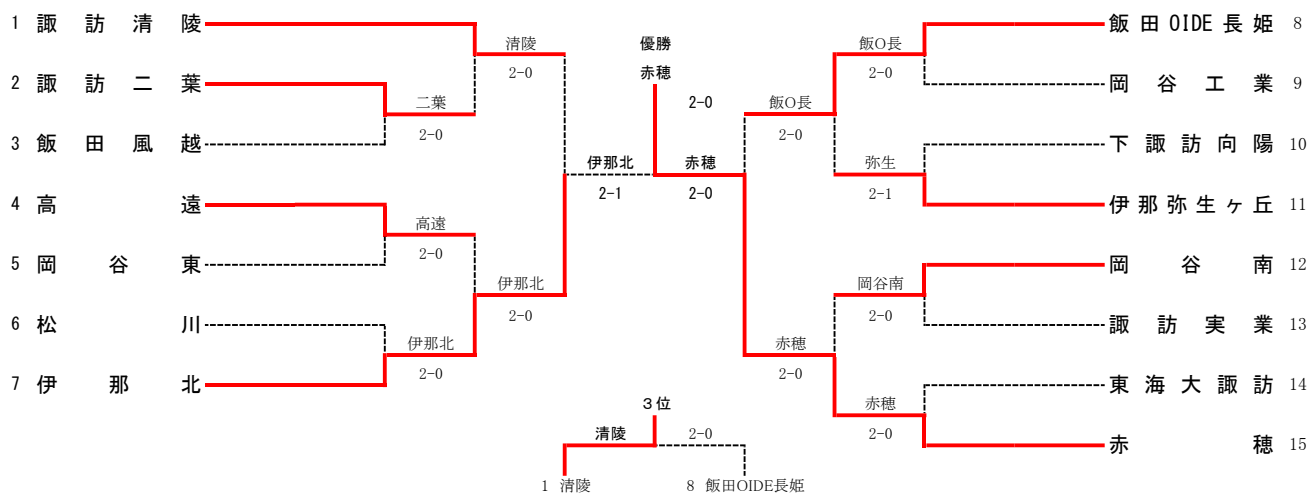 1 諏訪清陵
2 諏訪二葉
3 飯田風越
4 高遠
5 岡谷東
6 松川
7 伊那北
清陵
2-0
二葉
2-0
高遠
2-0
伊那北
2-0
伊那北
2-0
伊那北
2-1
優勝
赤穂
2-0
赤穂
2-0
飯O長
2-0
飯O長
2-0
弥生
2-1
岡谷南
2-0
赤穂
2-0
赤穂
2-0
飯田OIDE長姫 8
岡谷工業 9
下諏訪向陽 10
伊那弥生ヶ丘 11
岡谷南 12
諏訪実業 13
東海大諏訪 14
赤穂 15
3位
清陵 2-0
1 清陵 8 飯田OIDE長姫